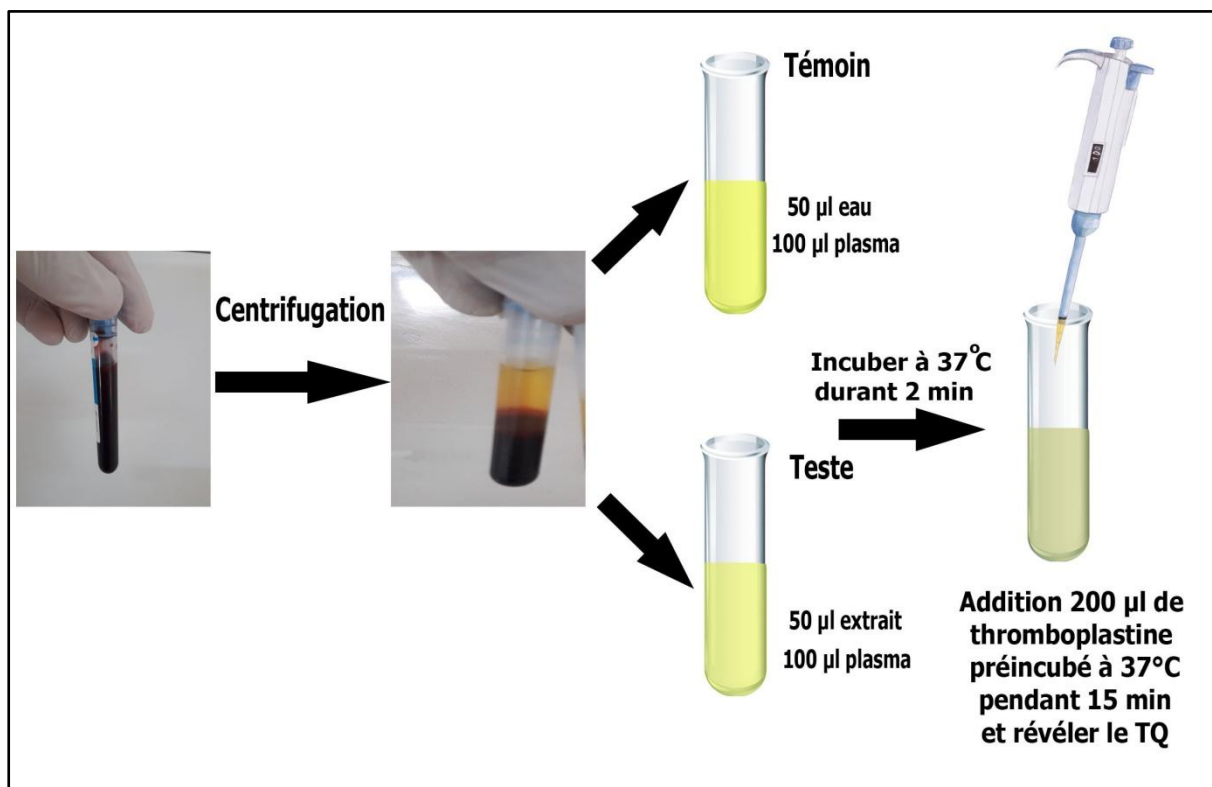 Témoin
50 µl eau
100 µl plasma
Centrifugation
Incuber à 37°C
durant 2 min
Teste
50 µl extrait
100 µl plasma
Addition 200 µl de
thromboplastine
préincubé à 37°C
pendant 15 min
et révéler le TQ